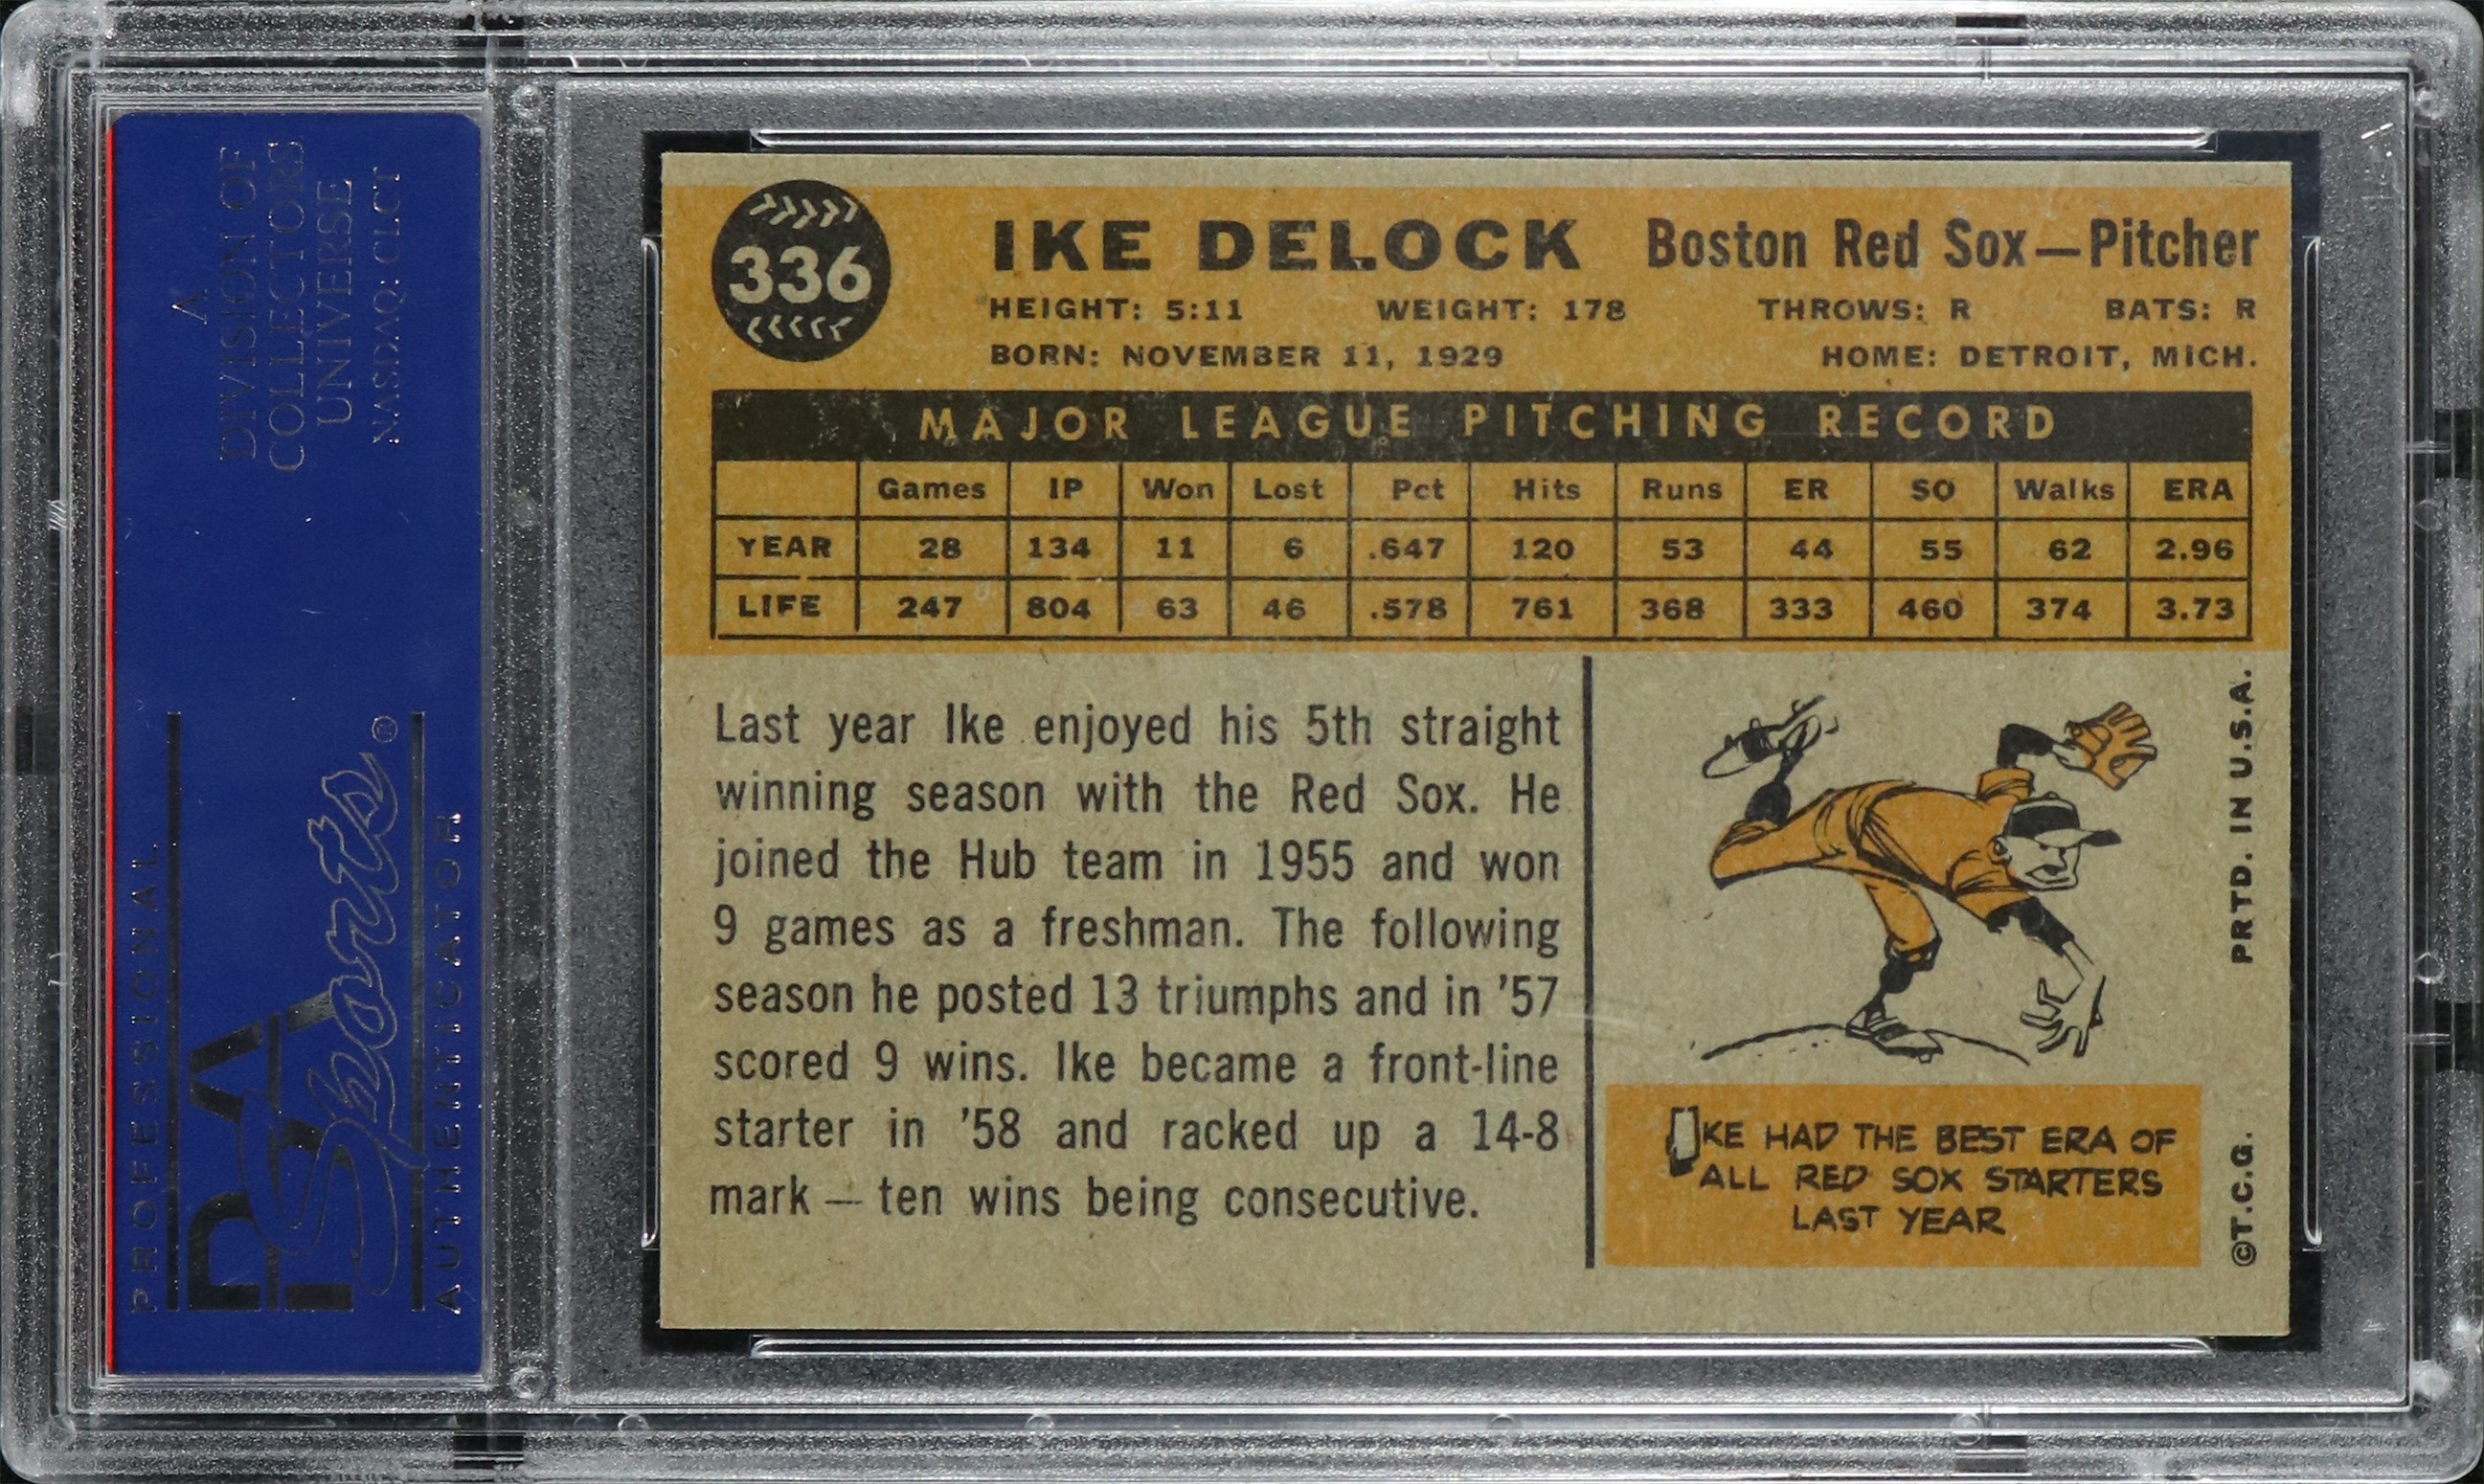 A
DIVISION OF
COLLECTORS
UNIVERSE
NASDAQ: CLCT
PROFESSIONAL
PSA
Sports®
AUTHENTICATOR
336
IKE DELOCK Boston Red Sox—Pitcher
HEIGHT: 5:11 WEIGHT: 178 THROWS: R BATS: R
BORN: NOVEMBER 11, 1929 HOME: DETROIT, MICH.
MAJOR LEAGUE PITCHING RECORD
Games IP Won Lost Pct Hits Runs ER SO Walks ERA
YEAR 28 134 11 6 .647 120 53 44 55 62 2.96
LIFE 247 804 63 46 .578 761 368 333 460 374 3.73
Last year Ike enjoyed his 5th straight
winning season with the Red Sox. He
joined the Hub team in 1955 and won
9 games as a freshman. The following
season he posted 13 triumphs and in '57
scored 9 wins. Ike became a front-line
starter in '58 and racked up a 14-8
mark — ten wins being consecutive.
IKE HAD THE BEST ERA OF
ALL RED SOX STARTERS
LAST YEAR
©T.C.G. PRTD. IN U.S.A.